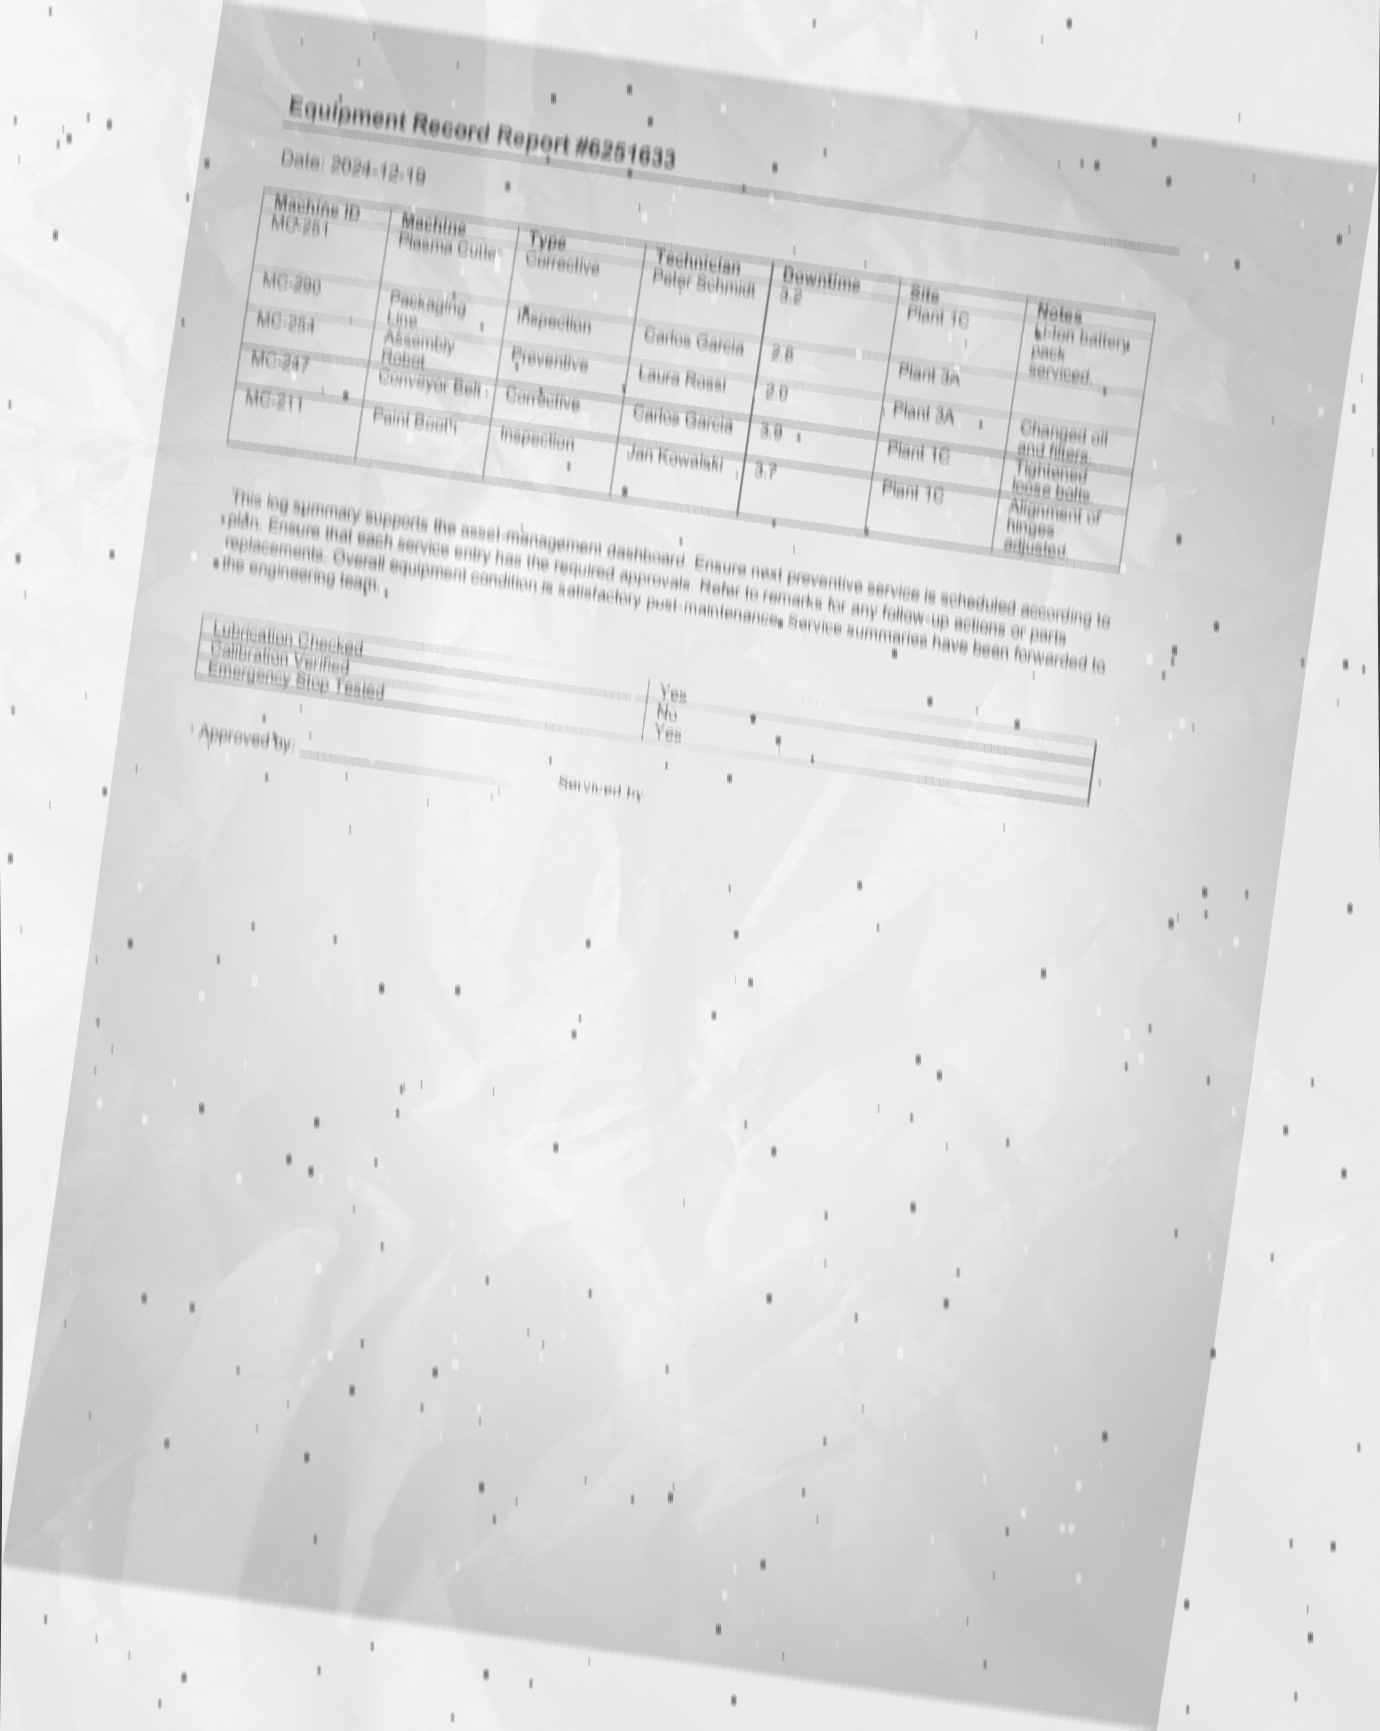 Equipment Record Report #6251633
Date: 2024-12-19
Machine ID Machine Type Technician Downtime Site Notes
MC-251 Plasma Cutter Corrective Peter Schmidt 3.2 Plant 1C Li-Ion battery
pack
serviced.
MC-290 Packaging Inspection Carlos Garcia 2.6 Plant 3A
Line
MC-254 Assembly Preventive Laura Rossi 2.0 Plant 3A Changed oil
Robot and filters.
MC-247 Conveyor Belt Corrective Carlos Garcia 3.9 Plant 1C Tightened
loose bolts.
MC-211 Paint Booth Inspection Jan Kowalski 3.7 Plant 1C Alignment of
hinges
adjusted.
This log summary supports the asset-management dashboard. Ensure next preventive service is scheduled according to
plan. Ensure that each service entry has the required approvals. Refer to remarks for any follow-up actions or parts
replacements. Overall equipment condition is satisfactory post-maintenance. Service summaries have been forwarded to
the engineering team.
Lubrication Checked Yes
Calibration Verified No
Emergency Stop Tested Yes
Approved by: Serviced by